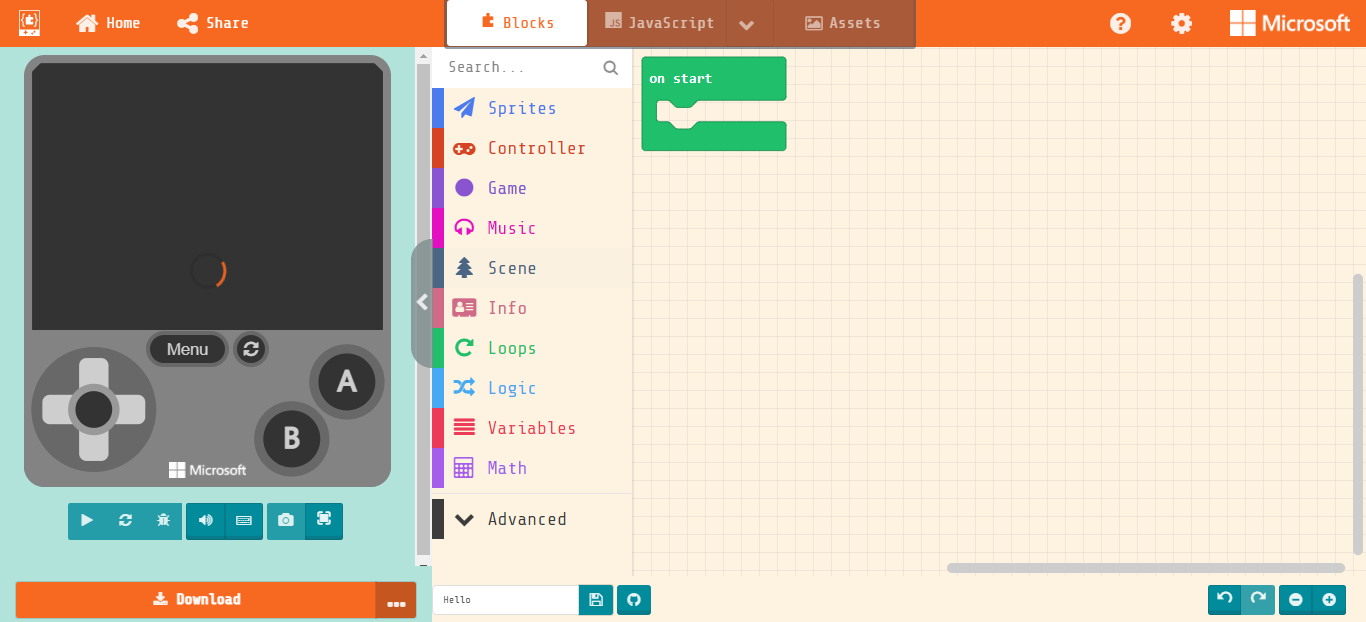 Home
Share
Blocks
JS JavaScript
Assets
Microsoft
Search...
on start
Sprites
Controller
Game
Music
Scene
Info
Loops
Logic
Variables
Math
Advanced
Menu
A
B
Microsoft
Download
Hello